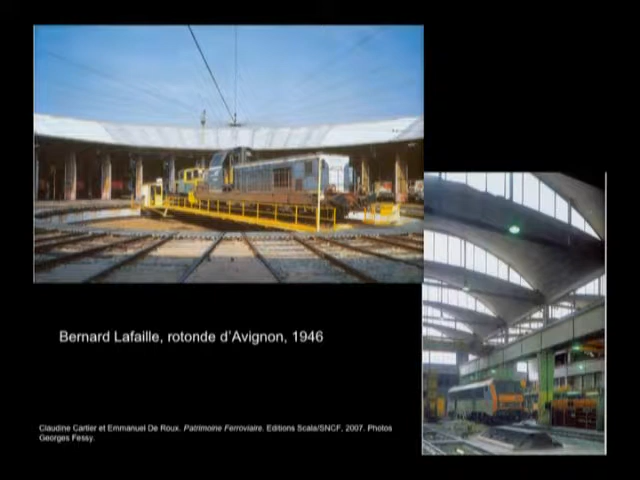 Bernard Lafaille, rotonde d'Avignon, 1946
Claudine Cartier et Emmanuel De Roux. Patrimoine Ferroviaire. Editions Scala/SNCF, 2007. Photos
Georges Fessy.